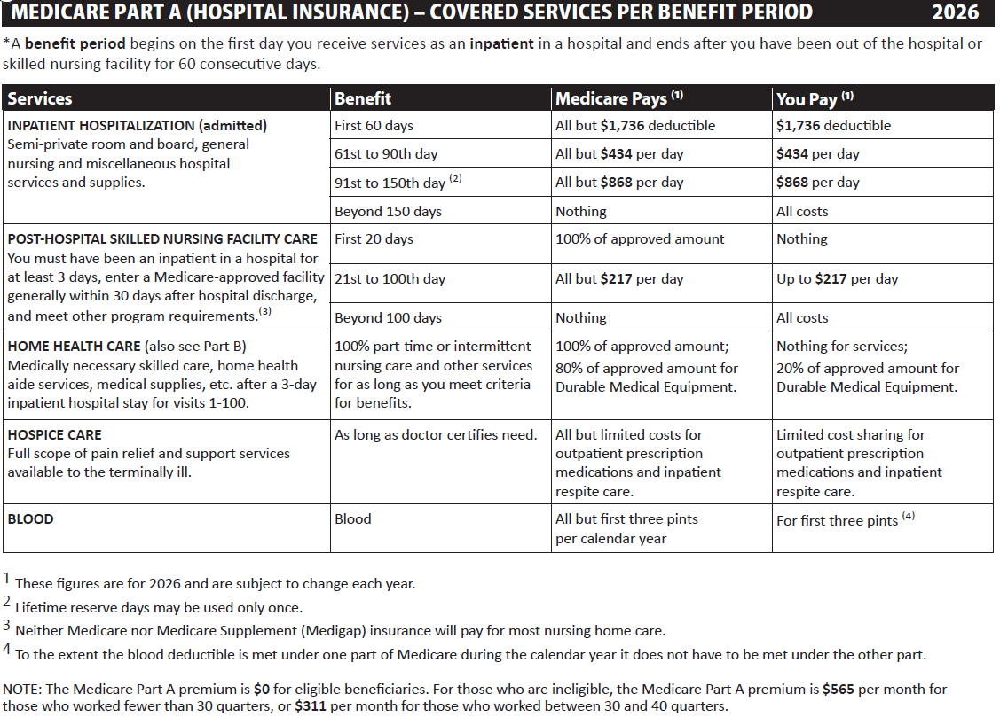 MEDICARE PART A (HOSPITAL INSURANCE) – COVERED SERVICES PER BENEFIT PERIOD 2026
*A benefit period begins on the first day you receive services as an inpatient in a hospital and ends after you have been out of the hospital or
skilled nursing facility for 60 consecutive days.
Services Benefit Medicare Pays (1) You Pay (1)
INPATIENT HOSPITALIZATION (admitted)
Semi-private room and board, general
nursing and miscellaneous hospital
services and supplies.
First 60 days All but $1,736 deductible $1,736 deductible
61st to 90th day All but $434 per day $434 per day
91st to 150th day (2) All but $868 per day $868 per day
Beyond 150 days Nothing All costs
POST-HOSPITAL SKILLED NURSING FACILITY CARE
You must have been an inpatient in a hospital for
at least 3 days, enter a Medicare-approved facility
generally within 30 days after hospital discharge,
and meet other program requirements.(3)
First 20 days 100% of approved amount Nothing
21st to 100th day All but $217 per day Up to $217 per day
Beyond 100 days Nothing All costs
HOME HEALTH CARE (also see Part B)
Medically necessary skilled care, home health
aide services, medical supplies, etc. after a 3-day
inpatient hospital stay for visits 1-100.
100% part-time or intermittent
nursing care and other services
for as long as you meet criteria
for benefits.
100% of approved amount;
80% of approved amount for
Durable Medical Equipment.
Nothing for services;
20% of approved amount for
Durable Medical Equipment.
HOSPICE CARE
Full scope of pain relief and support services
available to the terminally ill.
As long as doctor certifies need.
All but limited costs for
outpatient prescription
medications and inpatient
respite care.
Limited cost sharing for
outpatient prescription
medications and inpatient
respite care.
BLOOD
Blood
All but first three pints
per calendar year
For first three pints (4)
1 These figures are for 2026 and are subject to change each year.
2 Lifetime reserve days may be used only once.
3 Neither Medicare nor Medicare Supplement (Medigap) insurance will pay for most nursing home care.
4 To the extent the blood deductible is met under one part of Medicare during the calendar year it does not have to be met under the other part.
NOTE: The Medicare Part A premium is $0 for eligible beneficiaries. For those who are ineligible, the Medicare Part A premium is $565 per month for
those who worked fewer than 30 quarters, or $311 per month for those who worked between 30 and 40 quarters.